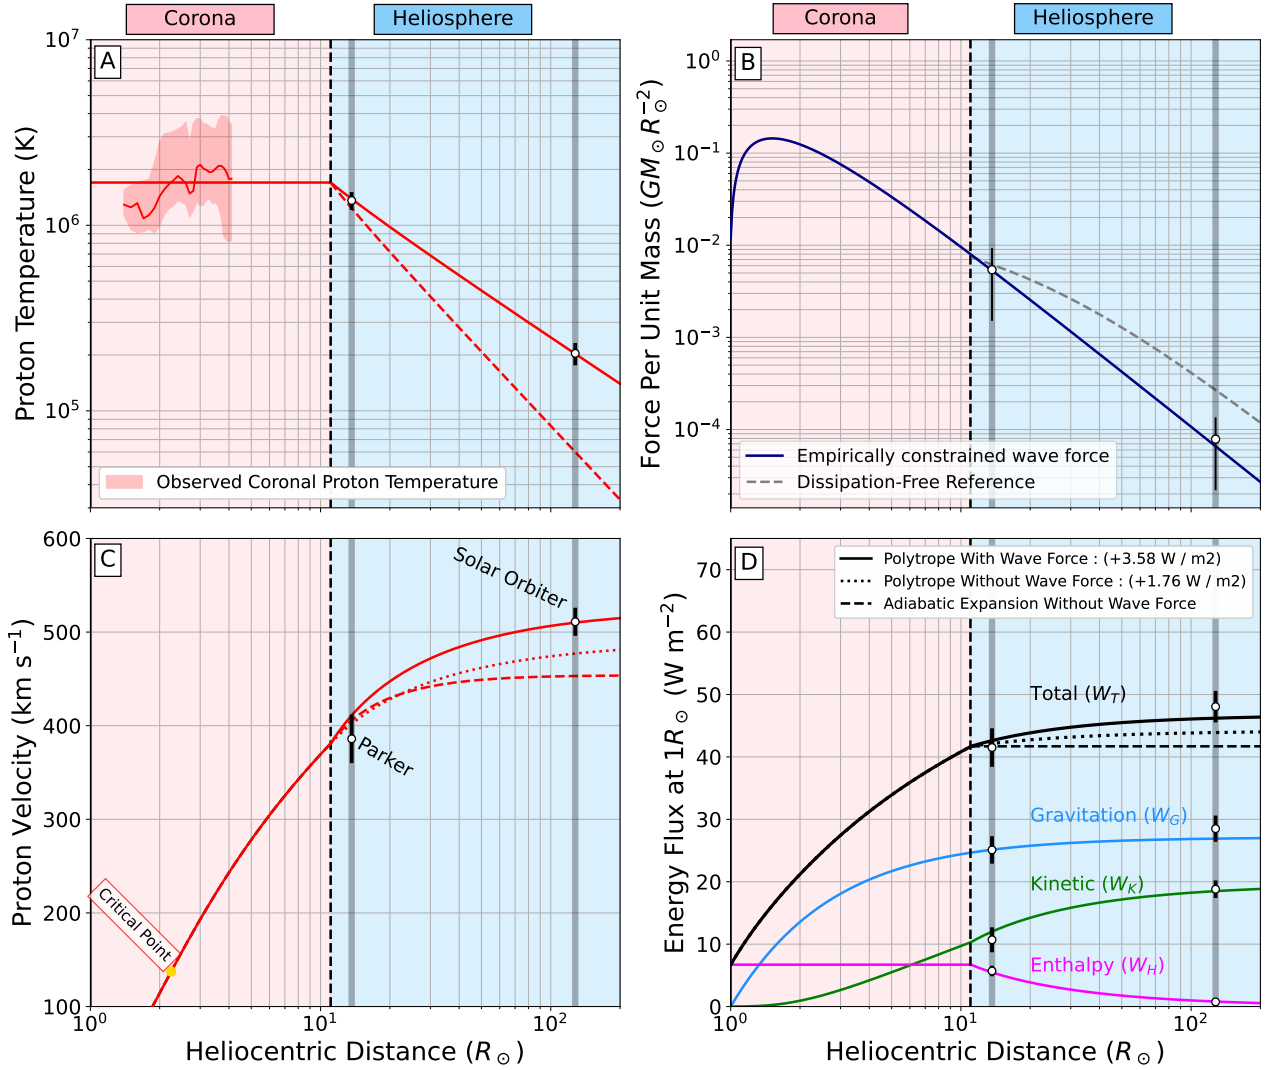 Corona
Heliosphere
Corona
Heliosphere
A
10⁷
10⁶
10⁵
Proton Temperature (K)
Observed Coronal Proton Temperature
B
10⁰
10⁻¹
10⁻²
10⁻³
10⁻⁴
Force Per Unit Mass (GM☉R☉⁻²)
Empirically constrained wave force
Dissipation-Free Reference
C
600
500
400
300
200
100
Proton Velocity (km s⁻¹)
Solar Orbiter
Parker
Critical Point
10⁰
10¹
10²
Heliocentric Distance (R☉)
D
70
60
50
40
30
20
10
0
Energy Flux at 1R☉ (W m⁻²)
Polytrope With Wave Force : (+3.58 W / m2)
Polytrope Without Wave Force : (+1.76 W / m2)
Adiabatic Expansion Without Wave Force
Total (W_T)
Gravitation (W_G)
Kinetic (W_K)
Enthalpy (W_H)
10⁰
10¹
10²
Heliocentric Distance (R☉)